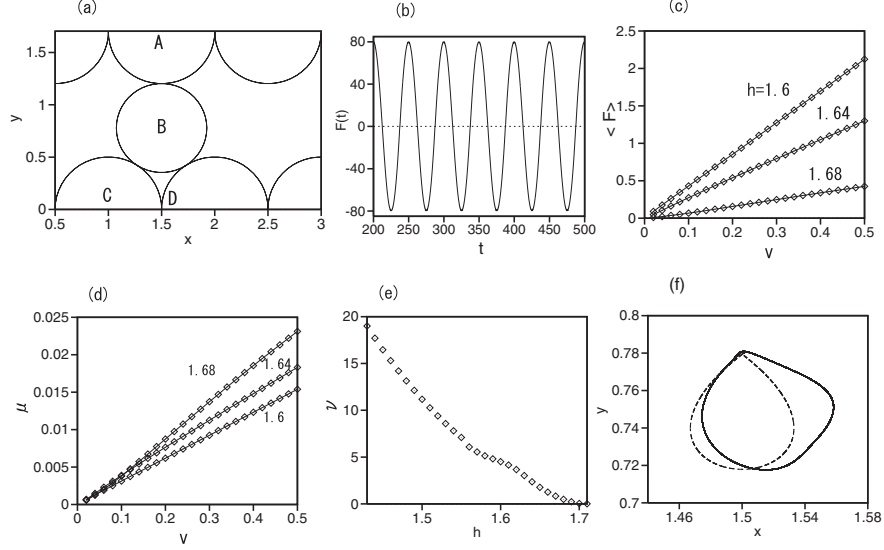 (a)
1.5
1
0.5
0
0.5 1 1.5 2 2.5 3
y
x
A
B
C
D
(b)
80
40
0
-40
-80
200 250 300 350 400 450 500
F(t)
t
(c)
2.5
2
1.5
1
0.5
0
0 0.1 0.2 0.3 0.4 0.5
< F>
v
h=1.6
1.64
1.68
(d)
0.025
0.02
0.015
0.01
0.005
0
0 0.1 0.2 0.3 0.4 0.5
μ
v
1.68
1.64
1.6
(e)
20
15
10
5
0
1.5 1.6 1.7
ν
h
(f)
0.8
0.78
0.76
0.74
0.72
0.7
1.46 1.5 1.54 1.58
y
x